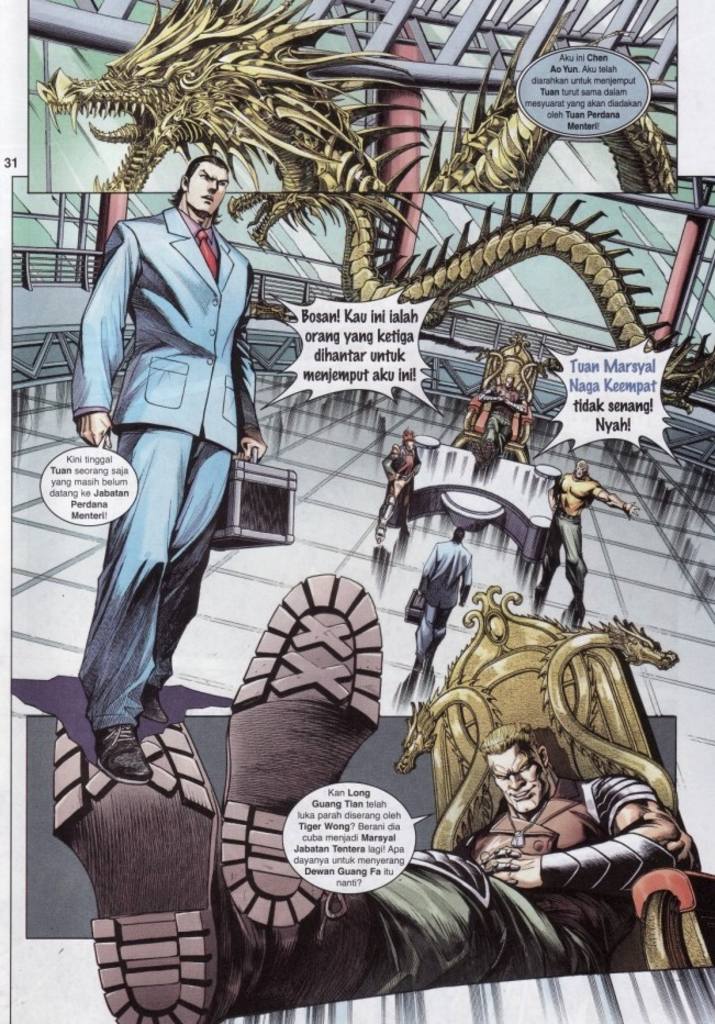 Aku ini Chen
Ao Yun. Aku telah
diarahkan untuk menjemput
Tuan turut sama dalam
mesyuarat yang akan diadakan
oleh Tuan Perdana
Menteri!
31
Bosan! Kau ini ialah
orang yang ketiga
dihantar untuk
menjemput aku ini!
Tuan Marsyal
Naga Keempat
tidak senang!
Nyah!
Kini tinggal
Tuan seorang saja
yang masih belum
datang ke Jabatan
Perdana
Menteri!
Kan Long
Guang Tian telah
luka parah diserang oleh
Tiger Wong? Berani dia
cuba menjadi Marsyal
Jabatan Tentera lagi! Apa
dayanya untuk menyerang
Dewan Guang Fa itu
nanti?